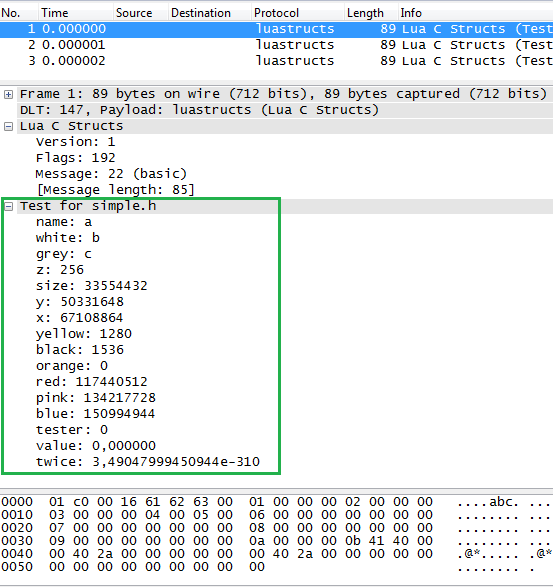 No. Time Source Destination Protocol Length Info
1 0.000000 luastructs 89 Lua C Structs (Test
2 0.000001 luastructs 89 Lua C Structs (Test
3 0.000002 luastructs 89 Lua C Structs (Test
Frame 1: 89 bytes on wire (712 bits), 89 bytes captured (712 bits)
DLT: 147, Payload: luastructs (Lua C Structs)
Lua C Structs
Version: 1
Flags: 192
Message: 22 (basic)
[Message length: 85]
Test for simple.h
name: a
white: b
grey: c
z: 256
size: 33554432
y: 50331648
x: 67108864
yellow: 1280
black: 1536
orange: 0
red: 117440512
pink: 134217728
blue: 150994944
tester: 0
value: 0,000000
twice: 3,49047999450944e-310
0000 01 c0 00 16 61 62 63 00 01 00 00 00 02 00 00 00 ....abc. ........
0010 03 00 00 00 04 00 05 00 06 00 00 00 00 00 00 00 ........ ........
0020 07 00 00 00 00 00 00 00 08 00 00 00 00 00 00 00 ........ ........
0030 09 00 00 00 00 00 00 00 0a 00 00 00 0b 41 40 00 ........ .....A@.
0040 00 40 2a 00 00 00 00 00 00 40 2a 00 00 00 00 00 .@*..... .@*.....
0050 00 00 00 00 00 00 00 00 00 ........ .